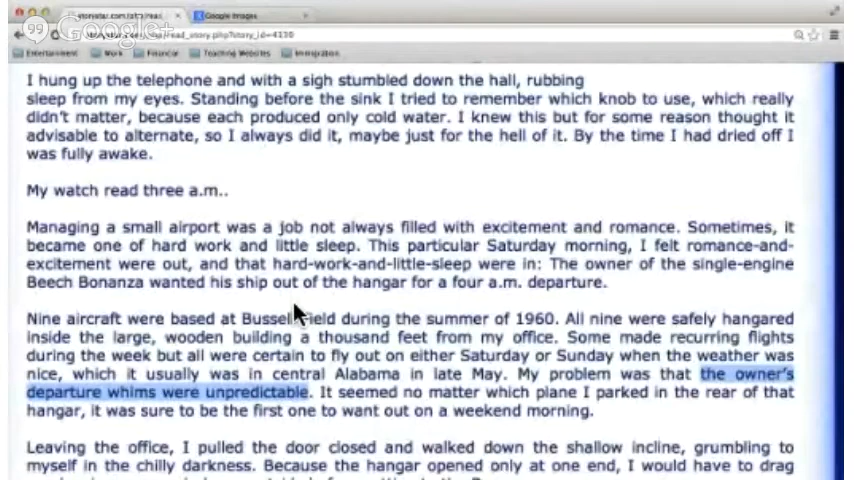 Google Images
Google+
read_story.php?story_id=4130
Entertainment Work Financial Teaching Websites Immigration
I hung up the telephone and with a sigh stumbled down the hall, rubbing
sleep from my eyes. Standing before the sink I tried to remember which knob to use, which really
didn't matter, because each produced only cold water. I knew this but for some reason thought it
advisable to alternate, so I always did it, maybe just for the hell of it. By the time I had dried off I
was fully awake.
My watch read three a.m..
Managing a small airport was a job not always filled with excitement and romance. Sometimes, it
became one of hard work and little sleep. This particular Saturday morning, I felt romance-and-
excitement were out, and that hard-work-and-little-sleep were in: The owner of the single-engine
Beech Bonanza wanted his ship out of the hangar for a four a.m. departure.
Nine aircraft were based at Bussell Field during the summer of 1960. All nine were safely hangared
inside the large, wooden building a thousand feet from my office. Some made recurring flights
during the week but all were certain to fly out on either Saturday or Sunday when the weather was
nice, which it usually was in central Alabama in late May. My problem was that the owner's
departure whims were unpredictable. It seemed no matter which plane I parked in the rear of that
hangar, it was sure to be the first one to want out on a weekend morning.
Leaving the office, I pulled the door closed and walked down the shallow incline, grumbling to
myself in the chilly darkness. Because the hangar opened only at one end, I would have to drag